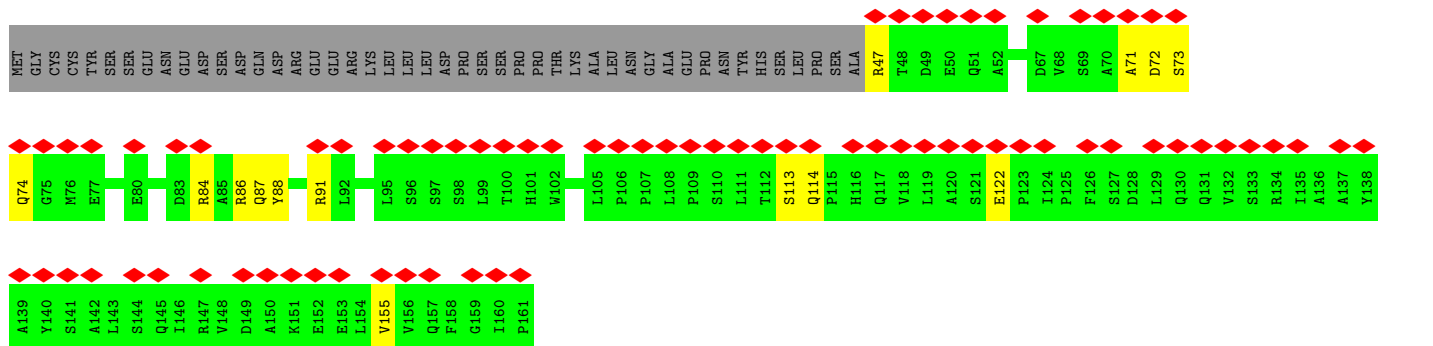 MET GLY CYS CYS TYR SER SER GLU ASN GLU ASP SER ASP GLN ASP ARG GLU GLU ARG LYS LEU LEU LEU ASP PRO SER SER PRO PRO THR LYS ALA LEU ASN GLY ALA GLU PRO ASN TYR HIS SER LEU PRO SER ALA R47 T48 D49 E50 Q51 A52 D67 V68 S69 A70 A71 D72 S73
Q74 G75 M76 E77 E80 D83 R84 A85 R86 Q87 Y88 R91 L92 L95 S96 S97 S98 L99 T100 H101 W102 L105 P106 P107 L108 P109 S110 L111 T112 S113 Q114 P115 H116 Q117 V118 L119 A120 S121 E122 P123 I124 P125 F126 S127 D128 L129 Q130 Q131 V132 S133 R134 I135 A136 A137 Y138
A139 Y140 S141 A142 L143 S144 Q145 I146 R147 V148 D149 A150 K151 E152 E153 L154 V155 V156 Q157 F158 G159 I160 P161